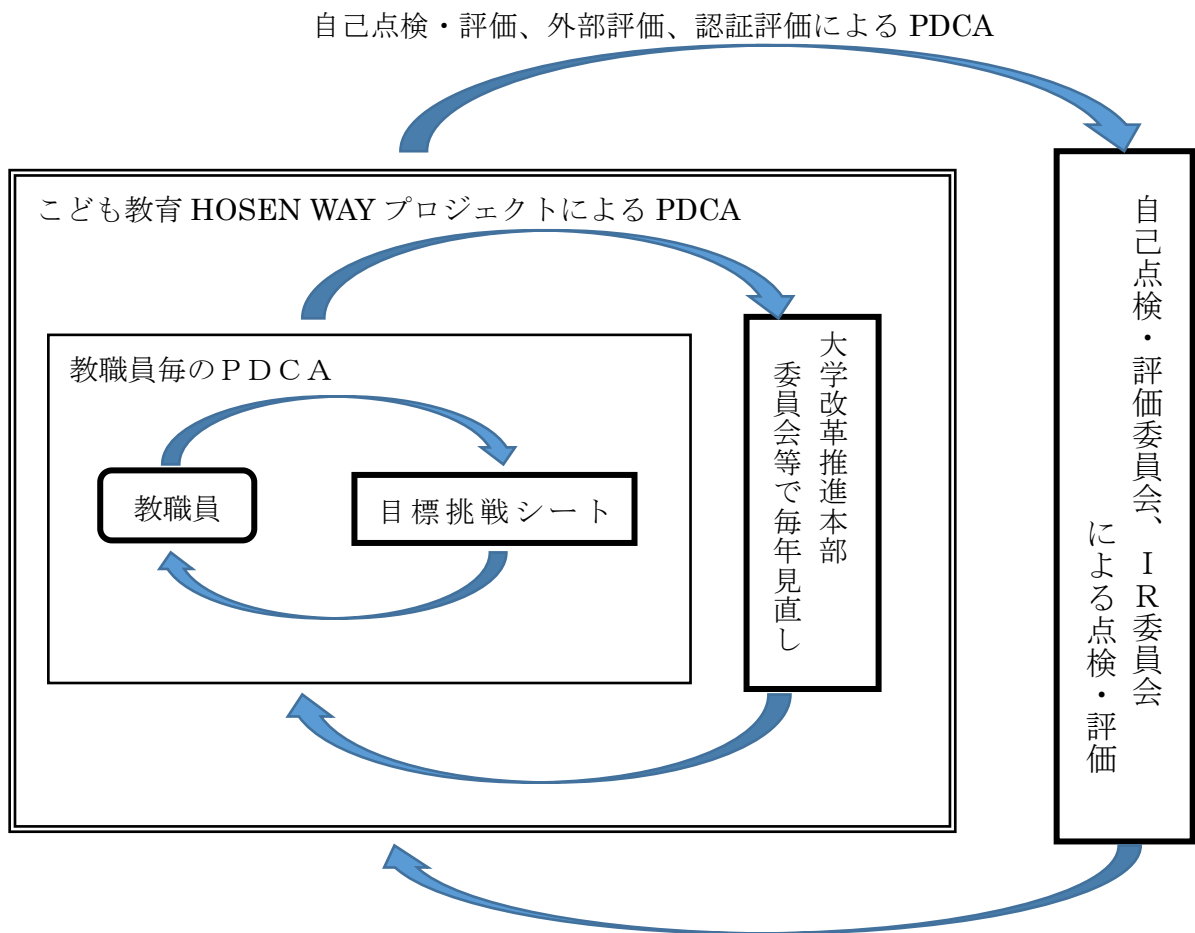 自己点検・評価、外部評価、認証評価による PDCA
こども教育 HOSEN WAY プロジェクトによる PDCA
教職員毎のＰＤＣＡ
教職員
目標挑戦シート
大学改革推進本部
委員会等で毎年見直し
自己点検・評価委員会、ＩＲ委員会
による点検・評価